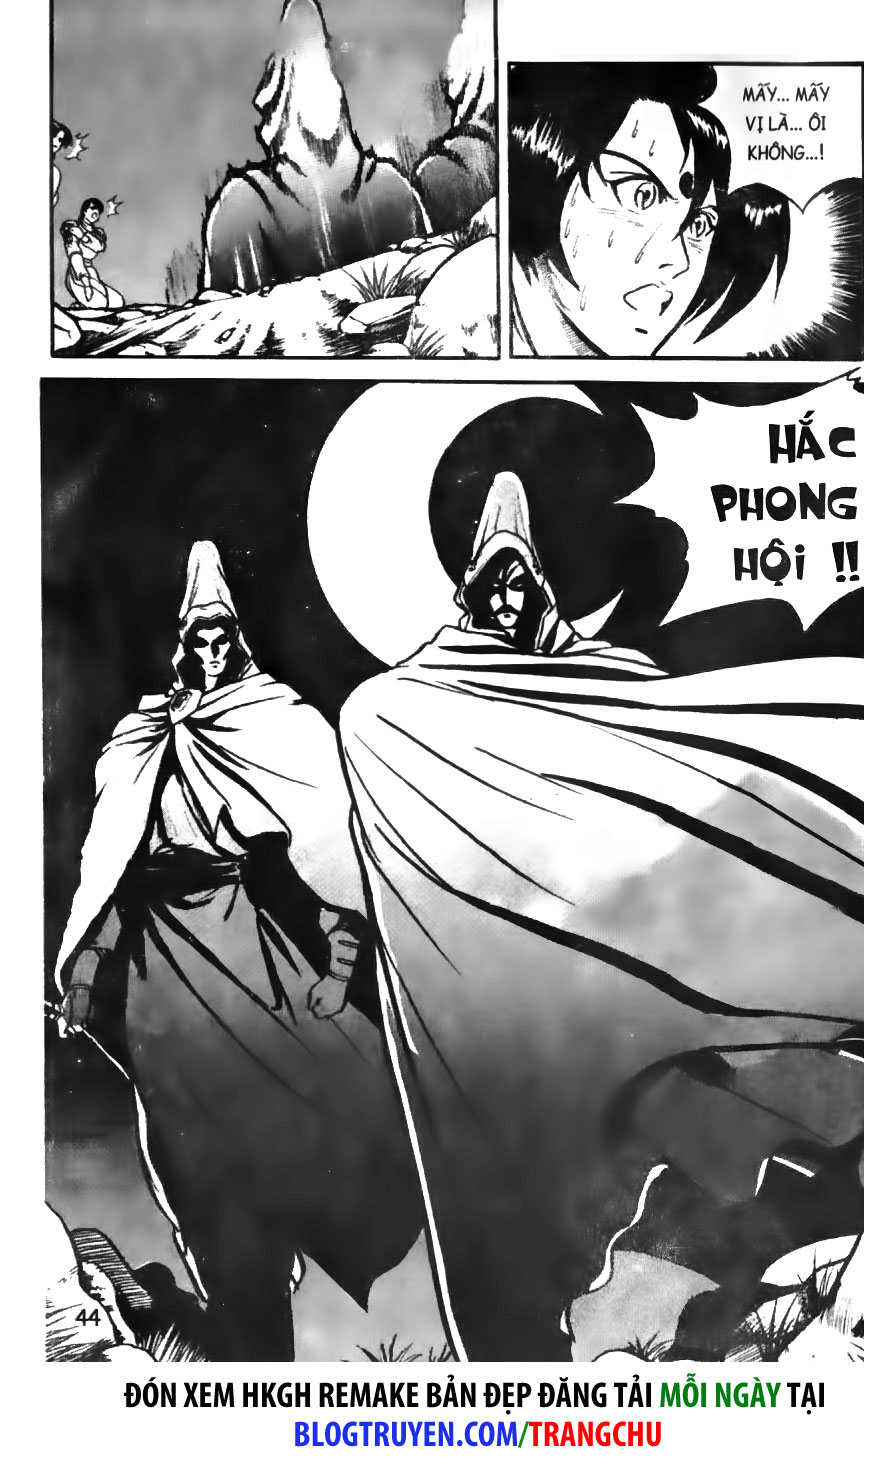 MẤY... MẤY
VỊ LÀ... ÔI
KHÔNG...!
HẮC
PHONG
HỘI !!
44
ĐÓN XEM HKGH REMAKE BẢN ĐẸP ĐĂNG TẢI MỖI NGÀY TẠI
BLOGTRUYEN.COM/TRANGCHU